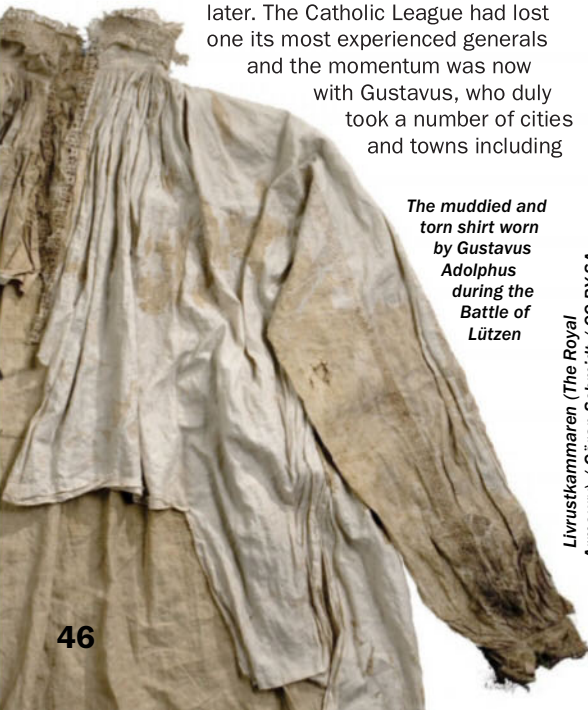 later. The Catholic League had lost
one its most experienced generals
and the momentum was now
with Gustavus, who duly
took a number of cities
and towns including
The muddied and
torn shirt worn
by Gustavus
Adolphus
during the
Battle of
Lützen
Livrustkammaren (The Royal
46